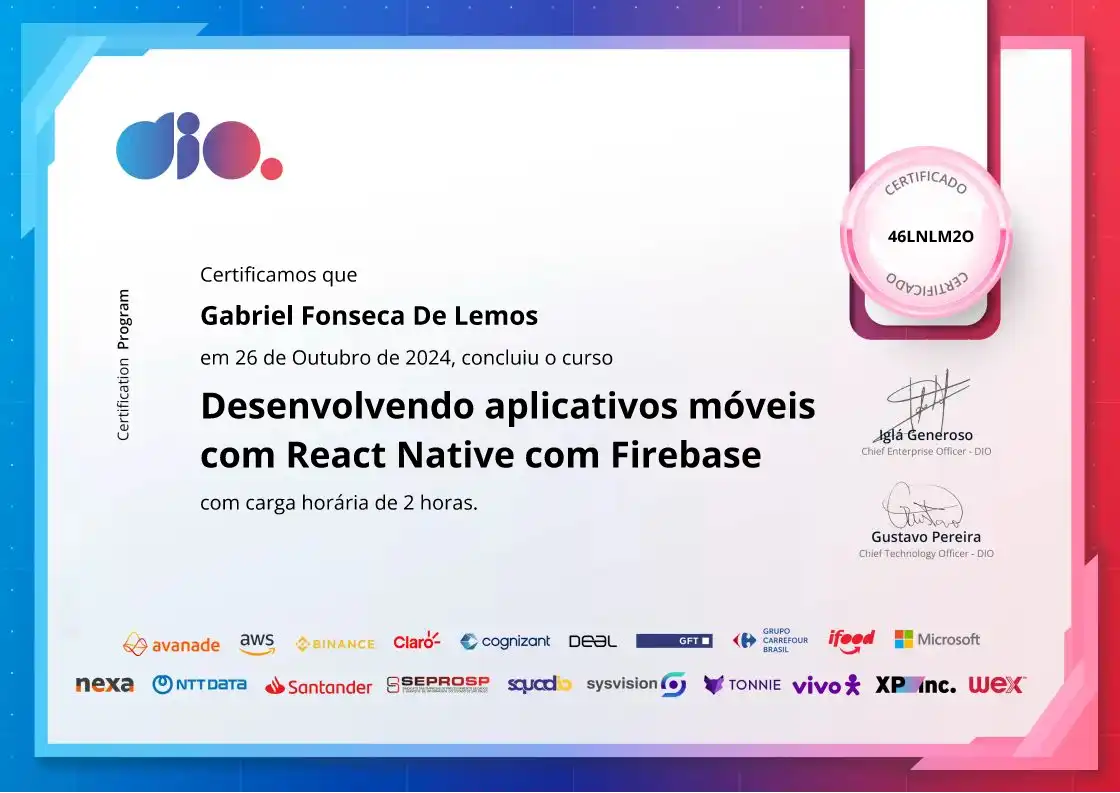 dio.
CERTIFICADO
46LNLM2O
CERTIFICADO
Certification Program
Certificamos que
Gabriel Fonseca De Lemos
em 26 de Outubro de 2024, concluiu o curso
Desenvolvendo aplicativos móveis
com React Native com Firebase
com carga horária de 2 horas.
Iglá Generoso
Chief Enterprise Officer - DIO
Gustavo Pereira
Chief Technology Officer - DIO
avanade aws BINANCE Claro cognizant DEAL GFT GRUPO CARREFOUR BRASIL ifood Microsoft
nexa NTT DATA Santander SEPROSP squadio sysvision TONNIE vivo XP inc. wex